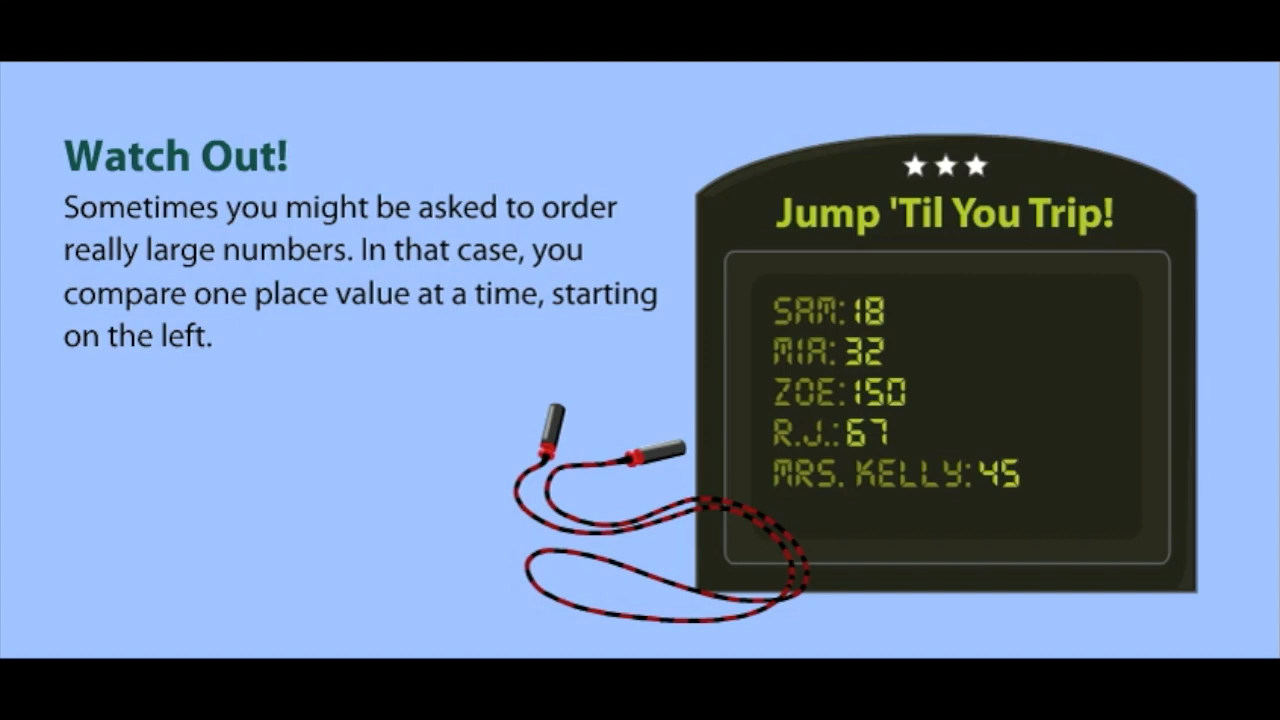 Watch Out!
Sometimes you might be asked to order
really large numbers. In that case, you
compare one place value at a time, starting
on the left.
Jump 'Til You Trip!
SAM: 18
MIA: 32
ZOE: 150
R.J.: 67
MRS. KELLY: 45